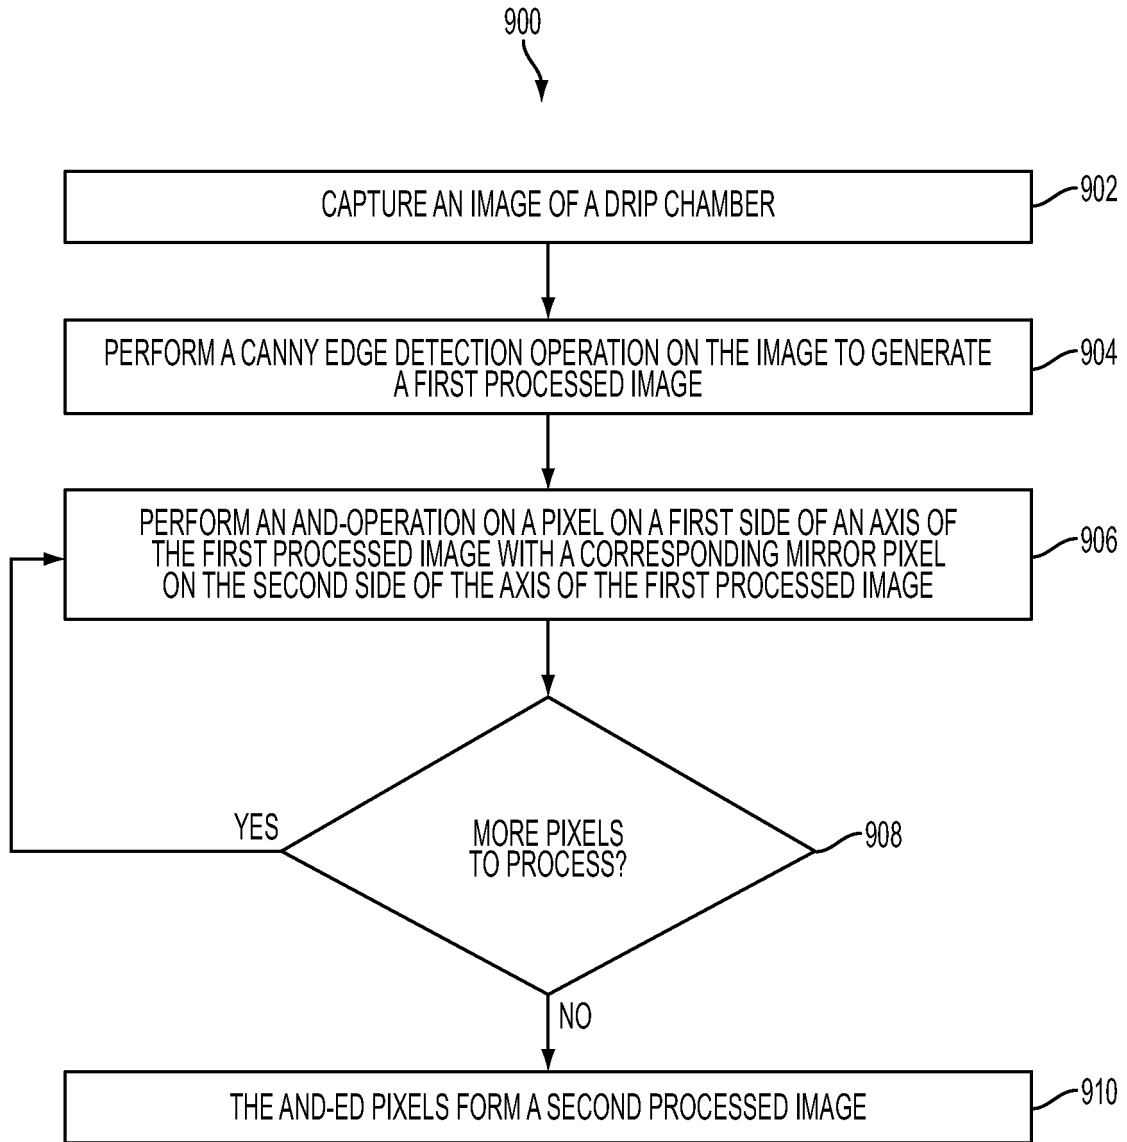 900
CAPTURE AN IMAGE OF A DRIP CHAMBER
902
PERFORM A CANNY EDGE DETECTION OPERATION ON THE IMAGE TO GENERATE
A FIRST PROCESSED IMAGE
904
PERFORM AN AND-OPERATION ON A PIXEL ON A FIRST SIDE OF AN AXIS OF
THE FIRST PROCESSED IMAGE WITH A CORRESPONDING MIRROR PIXEL
ON THE SECOND SIDE OF THE AXIS OF THE FIRST PROCESSED IMAGE
906
YES
MORE PIXELS
TO PROCESS?
908
NO
THE AND-ED PIXELS FORM A SECOND PROCESSED IMAGE
910